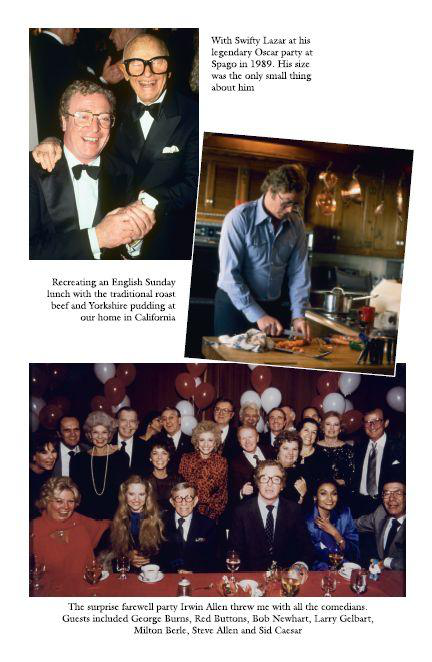 With Swifty Lazar at his
legendary Oscar party at
Spago in 1989. His size
was the only small thing
about him
Recreating an English Sunday
lunch with the traditional roast
beef and Yorkshire pudding at
our home in California
The surprise farewell party Irwin Allen threw me with all the comedians.
Guests included George Burns, Red Buttons, Bob Newhart, Larry Gelbart,
Milton Berle, Steve Allen and Sid Caesar